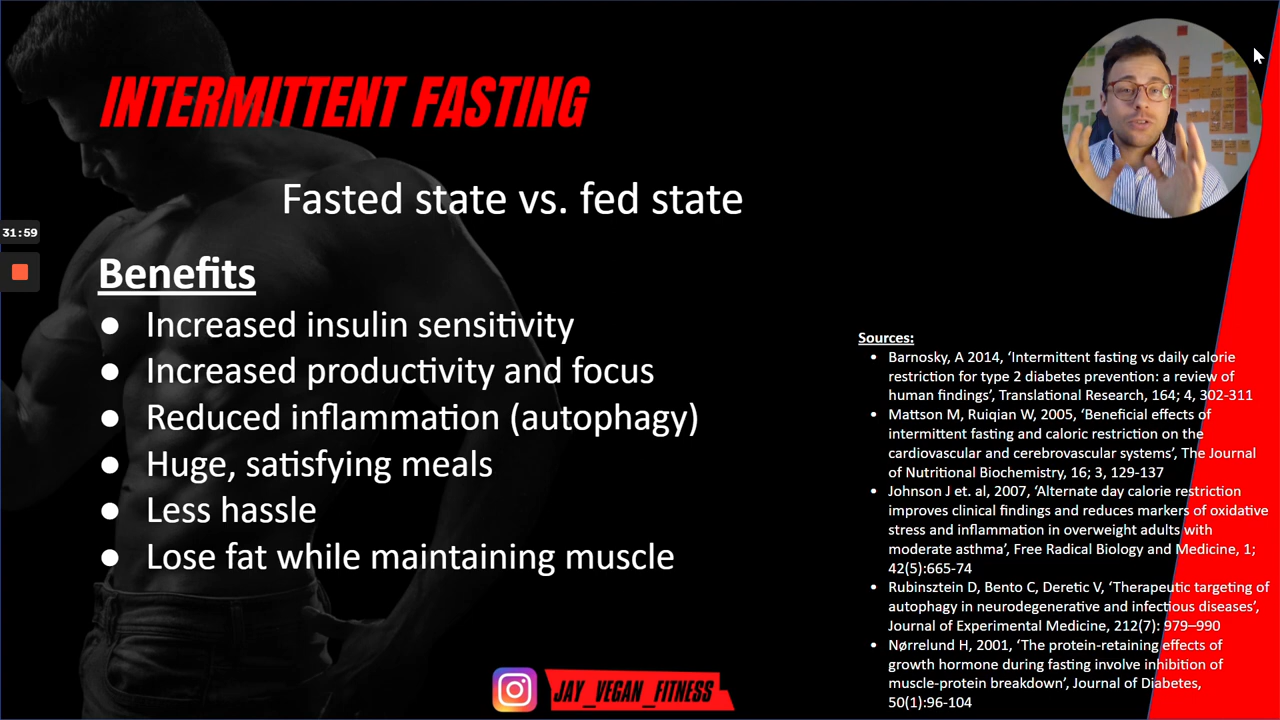 INTERMITTENT FASTING
Fasted state vs. fed state
31:59
Benefits
● Increased insulin sensitivity
● Increased productivity and focus
● Reduced inflammation (autophagy)
● Huge, satisfying meals
● Less hassle
● Lose fat while maintaining muscle
Sources:
• Barnosky, A 2014, ‘Intermittent fasting vs daily calorie
restriction for type 2 diabetes prevention: a review of
human findings’, Translational Research, 164; 4, 302-311
• Mattson M, Ruiqian W, 2005, ‘Beneficial effects of
intermittent fasting and caloric restriction on the
cardiovascular and cerebrovascular systems’, The Journal
of Nutritional Biochemistry, 16; 3, 129-137
• Johnson J et. al, 2007, ‘Alternate day calorie restriction
improves clinical findings and reduces markers of oxidative
stress and inflammation in overweight adults with
moderate asthma’, Free Radical Biology and Medicine, 1;
42(5):665-74
• Rubinsztein D, Bento C, Deretic V, ‘Therapeutic targeting of
autophagy in neurodegenerative and infectious diseases’,
Journal of Experimental Medicine, 212(7): 979–990
• Nørrelund H, 2001, ‘The protein-retaining effects of
growth hormone during fasting involve inhibition of
muscle-protein breakdown’, Journal of Diabetes,
50(1):96-104
JAY_VEGAN_FITNESS